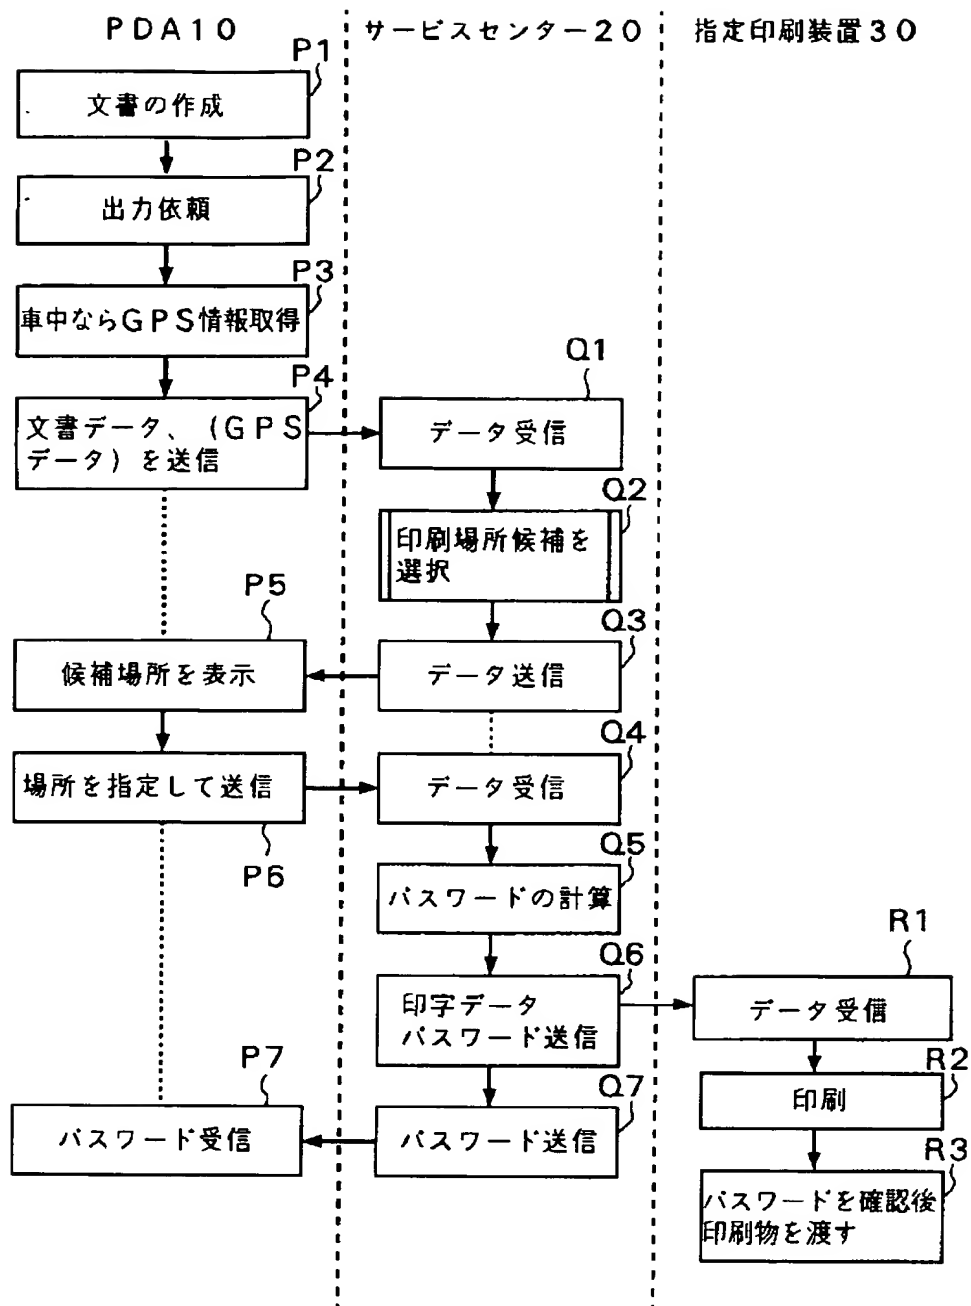 PDA10
サービスセンター20
指定印刷装置30
P1
文書の作成
P2
出力依頼
P3
車中ならGPS情報取得
P4
文書データ、(GPS
データ)を送信
Q1
データ受信
Q2
印刷場所候補を
選択
P5
候補場所を表示
Q3
データ送信
Q4
データ受信
場所を指定して送信
P6
Q5
パスワードの計算
Q6
印字データ
パスワード送信
R1
データ受信
R2
印刷
P7
パスワード受信
Q7
パスワード送信
R3
パスワードを確認後
印刷物を渡す